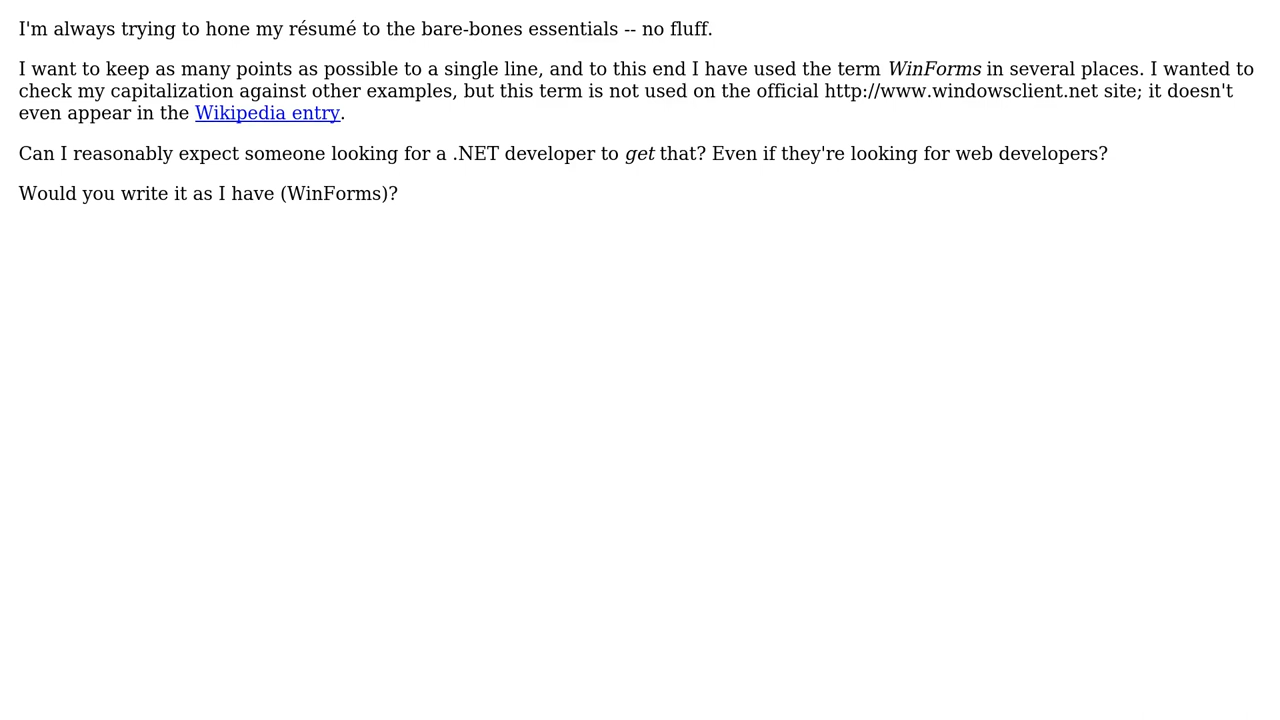 I'm always trying to hone my résumé to the bare-bones essentials -- no fluff.
I want to keep as many points as possible to a single line, and to this end I have used the term WinForms in several places. I wanted to
check my capitalization against other examples, but this term is not used on the official http://www.windowsclient.net site; it doesn't
even appear in the Wikipedia entry.
Can I reasonably expect someone looking for a .NET developer to get that? Even if they're looking for web developers?
Would you write it as I have (WinForms)?